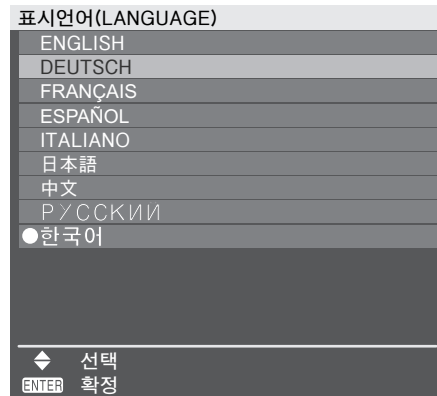 표시언어(LANGUAGE)
ENGLISH
DEUTSCH
FRANÇAIS
ESPAÑOL
ITALIANO
日本語
中文
РУССКИИ
한국어
선택
ENTER 확정